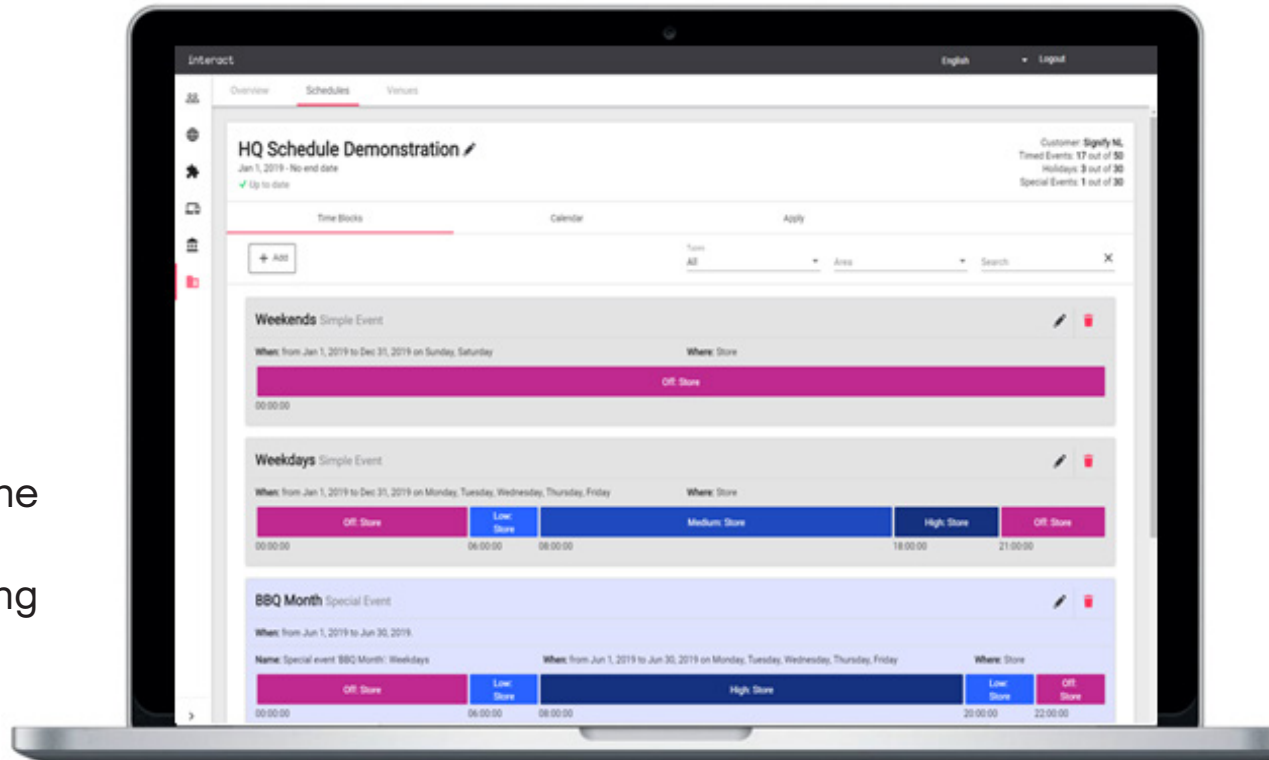 interact English Logout
Overview Schedules Venues
HQ Schedule Demonstration
Jan 1, 2019 - No end date
Up to date
Customer: Signify NL
Timed Events: 17 out of 50
Holidays: 3 out of 30
Special Events: 1 out of 30
Time Blocks Calendar Apply
+ Add
Types
All Area Search
Weekends Simple Event
When: from Jan 1, 2019 to Dec 31, 2019 on Sunday, Saturday Where: Store
Off: Store
00:00:00
Weekdays Simple Event
When: from Jan 1, 2019 to Dec 31, 2019 on Monday, Tuesday, Wednesday, Thursday, Friday Where: Store
Off: Store Low: Store Medium: Store High: Store Off: Store
00:00:00 06:00:00 08:00:00 18:00:00 21:00:00
BBQ Month Special Event
When: from Jun 1, 2019 to Jun 30, 2019.
Name: Special event 'BBQ Month': Weekdays When: from Jun 1, 2019 to Jun 30, 2019 on Monday, Tuesday, Wednesday, Thursday, Friday Where: Store
Off: Store Low: Store High: Store Low: Store Off: Store
00:00:00 06:00:00 08:00:00 20:00:00 22:00:00
ne
ng